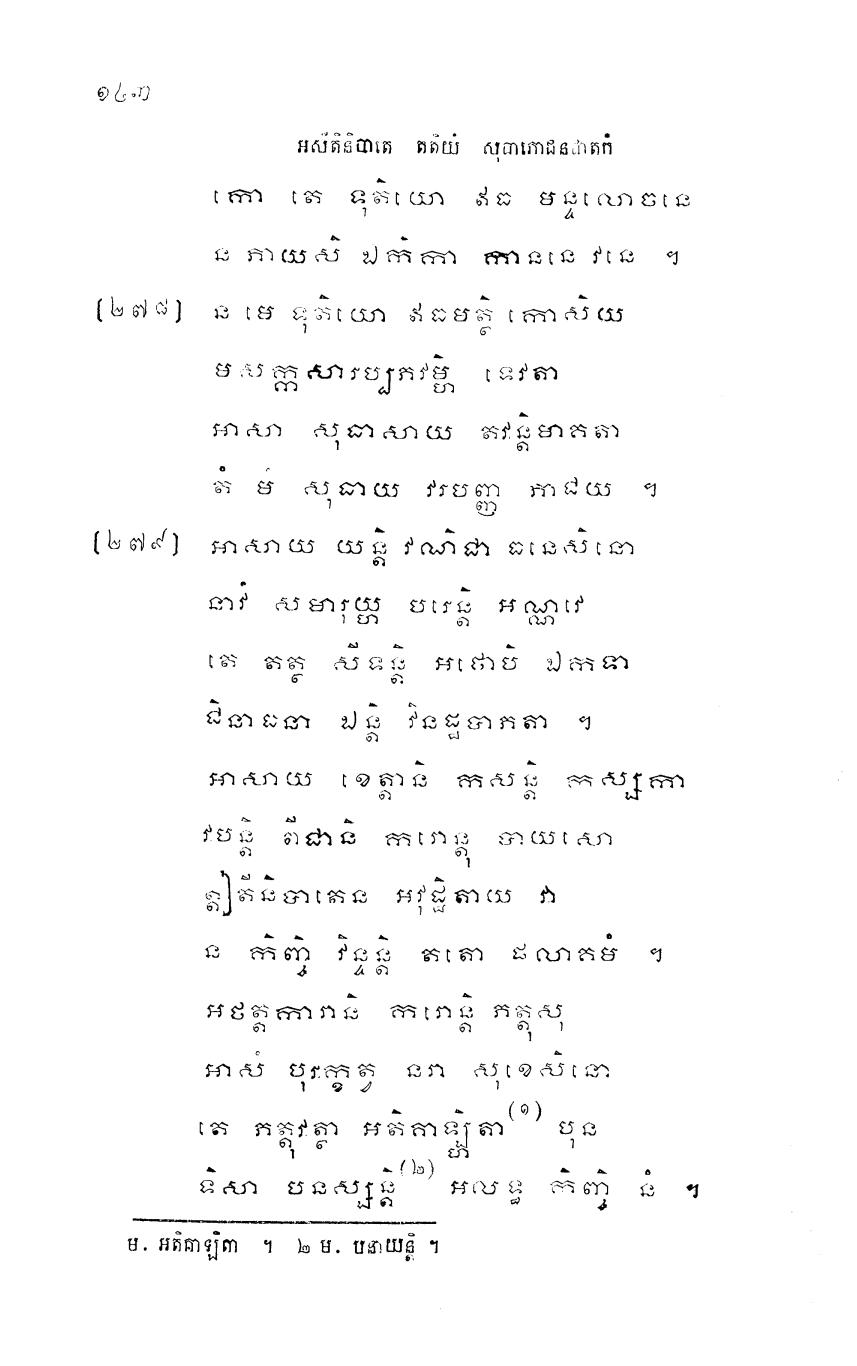 ១៤៣
អសីតិនិបាតេ តតិយំ សុធាភោជនជាតកំ
កោ តេ ទុតិយោ ឥធ មន្ទលោចនេ
ន ភាយសិ ឯកិកា កាននេ វនេ ។
[២៧៨] ន មេ ទុតិយោ ឥធមត្ថិ កោសិយ
មសក្កសារប្បភវម្ហិ ទេវតា
អាសា សុធាសាយ តវន្តិមាគតា
តំ មំ សុធាយ វរបញ្ញ ភាជយ ។
[២៧៩] អាសាយ យន្តិ វណិជា ធនេសិនោ
នាវំ សមារុយ្ហ បរេន្តិ អណ្ណវេ
តេ តត្ថ សីទន្តិ អថោបិ ឯកទា
ជិនាធនា ឯន្តិ វិនដ្ឋបាភតា ។
អាសាយ ខេត្តានិ កសន្តិ កស្សកា
វបន្តិ ពីជានិ ករោន្តុ បាយសោ
ឦតីនិបាតេន អវុដ្ឋិតាយ វា
ន កិញ្ចិ វិន្ទន្តិ តតោ ផលាគមំ ។
អថត្តការានិ ករោន្តិ ភត្តុសុ
អាសំ បុរក្ខត្វា នរា សុខេសិនោ
តេ ភត្តុវត្ថា អតិគាឡ្ហិតា(១) បុន
ទិសា បនស្សន្តិ(២) អលទ្ធ កិញ្ចិ នំ ។
ម. អតិគាឡ្ហិតា ។ ២ ម. បនាយន្តិ ។